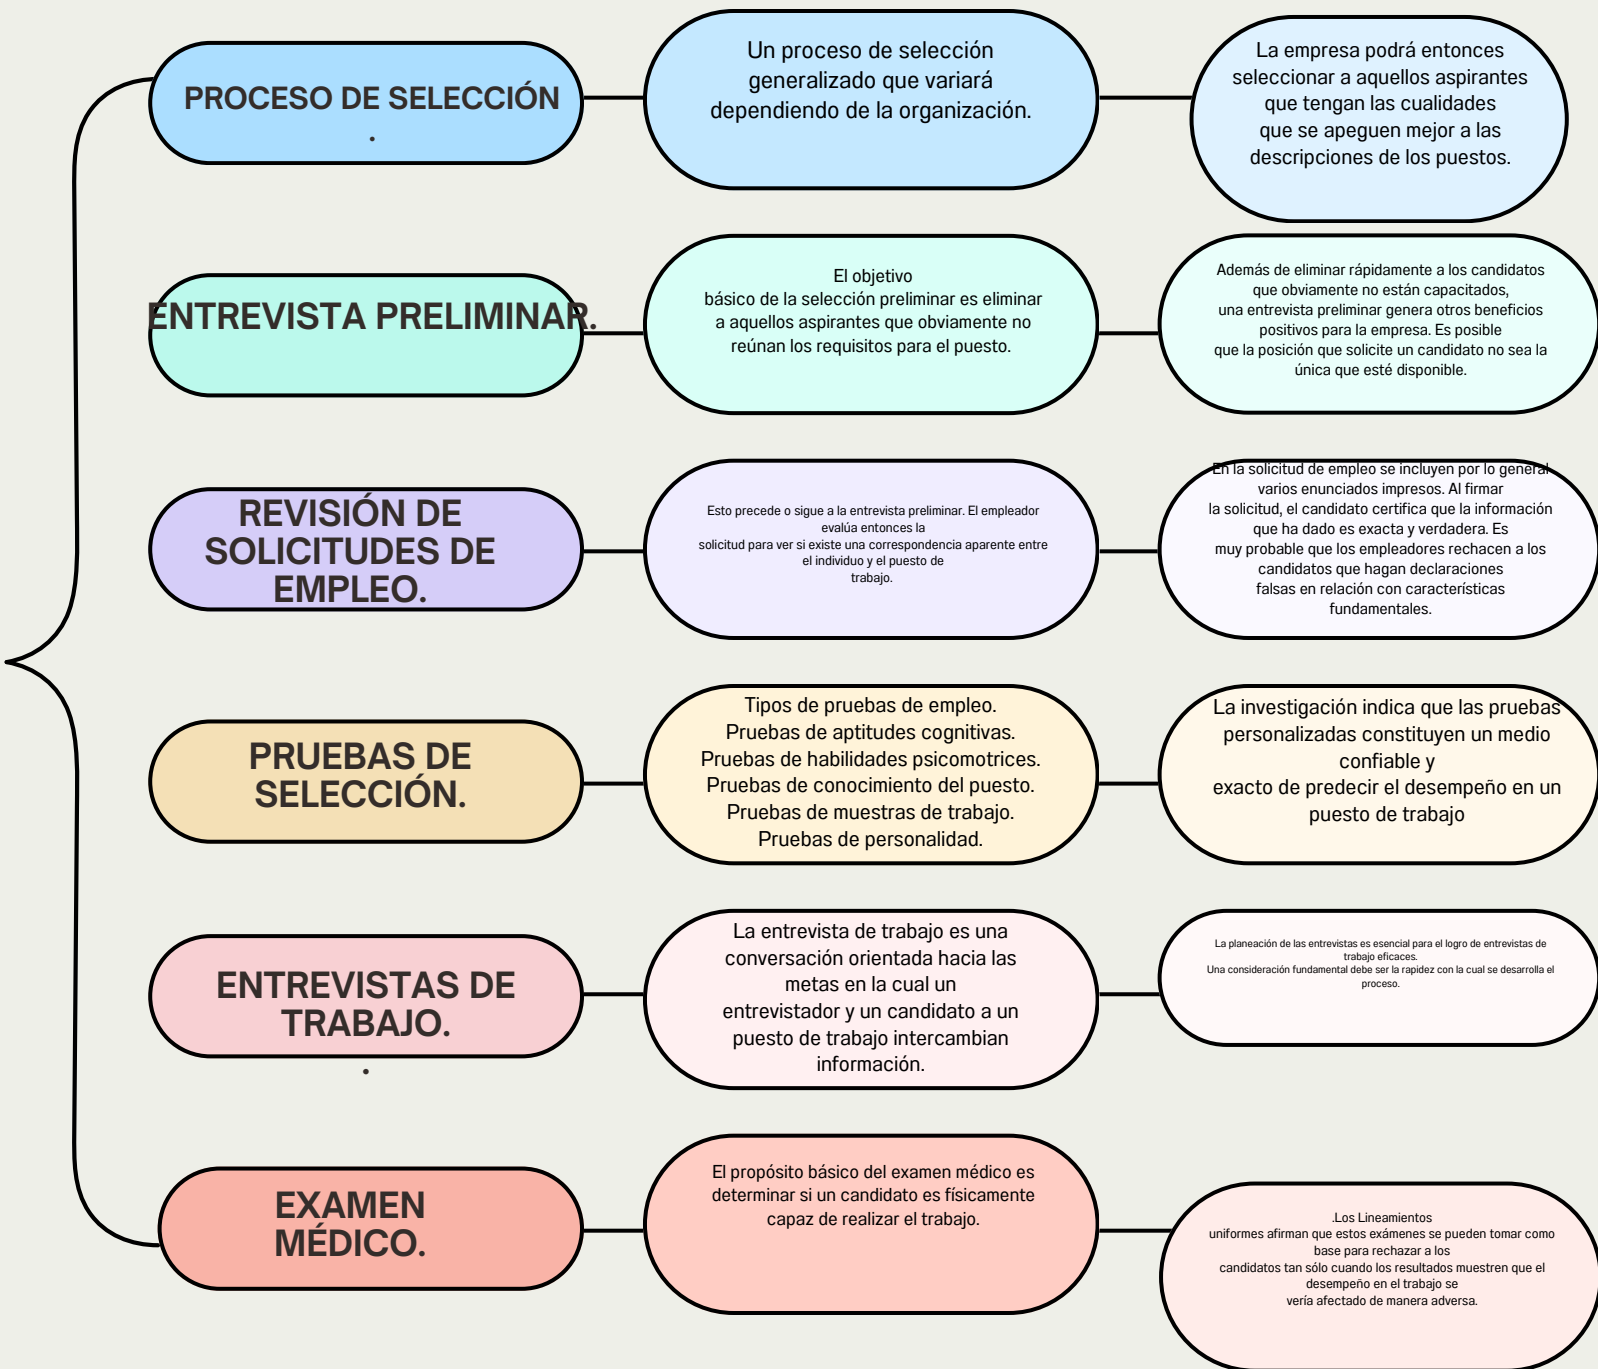 PROCESO DE SELECCIÓN
.
Un proceso de selección
generalizado que variará
dependiendo de la organización.
La empresa podrá entonces
seleccionar a aquellos aspirantes
que tengan las cualidades
que se apeguen mejor a las
descripciones de los puestos.
ENTREVISTA PRELIMINAR.
El objetivo
básico de la selección preliminar es eliminar
a aquellos aspirantes que obviamente no
reúnan los requisitos para el puesto.
Además de eliminar rápidamente a los candidatos
que obviamente no están capacitados,
una entrevista preliminar genera otros beneficios
positivos para la empresa. Es posible
que la posición que solicite un candidato no sea la
única que esté disponible.
REVISIÓN DE
SOLICITUDES DE
EMPLEO.
Esto precede o sigue a la entrevista preliminar. El empleador
evalúa entonces la
solicitud para ver si existe una correspondencia aparente entre
el individuo y el puesto de
trabajo.
En la solicitud de empleo se incluyen por lo general
varios enunciados impresos. Al firmar
la solicitud, el candidato certifica que la información
que ha dado es exacta y verdadera. Es
muy probable que los empleadores rechacen a los
candidatos que hagan declaraciones
falsas en relación con características
fundamentales.
PRUEBAS DE
SELECCIÓN.
Tipos de pruebas de empleo.
Pruebas de aptitudes cognitivas.
Pruebas de habilidades psicomotrices.
Pruebas de conocimiento del puesto.
Pruebas de muestras de trabajo.
Pruebas de personalidad.
La investigación indica que las pruebas
personalizadas constituyen un medio
confiable y
exacto de predecir el desempeño en un
puesto de trabajo
ENTREVISTAS DE
TRABAJO.
.
La entrevista de trabajo es una
conversación orientada hacia las
metas en la cual un
entrevistador y un candidato a un
puesto de trabajo intercambian
información.
La planeación de las entrevistas es esencial para el logro de entrevistas de
trabajo eficaces.
Una consideración fundamental debe ser la rapidez con la cual se desarrolla el
proceso.
EXAMEN
MÉDICO.
El propósito básico del examen médico es
determinar si un candidato es físicamente
capaz de realizar el trabajo.
.Los Lineamientos
uniformes afirman que estos exámenes se pueden tomar como
base para rechazar a los
candidatos tan sólo cuando los resultados muestren que el
desempeño en el trabajo se
vería afectado de manera adversa.